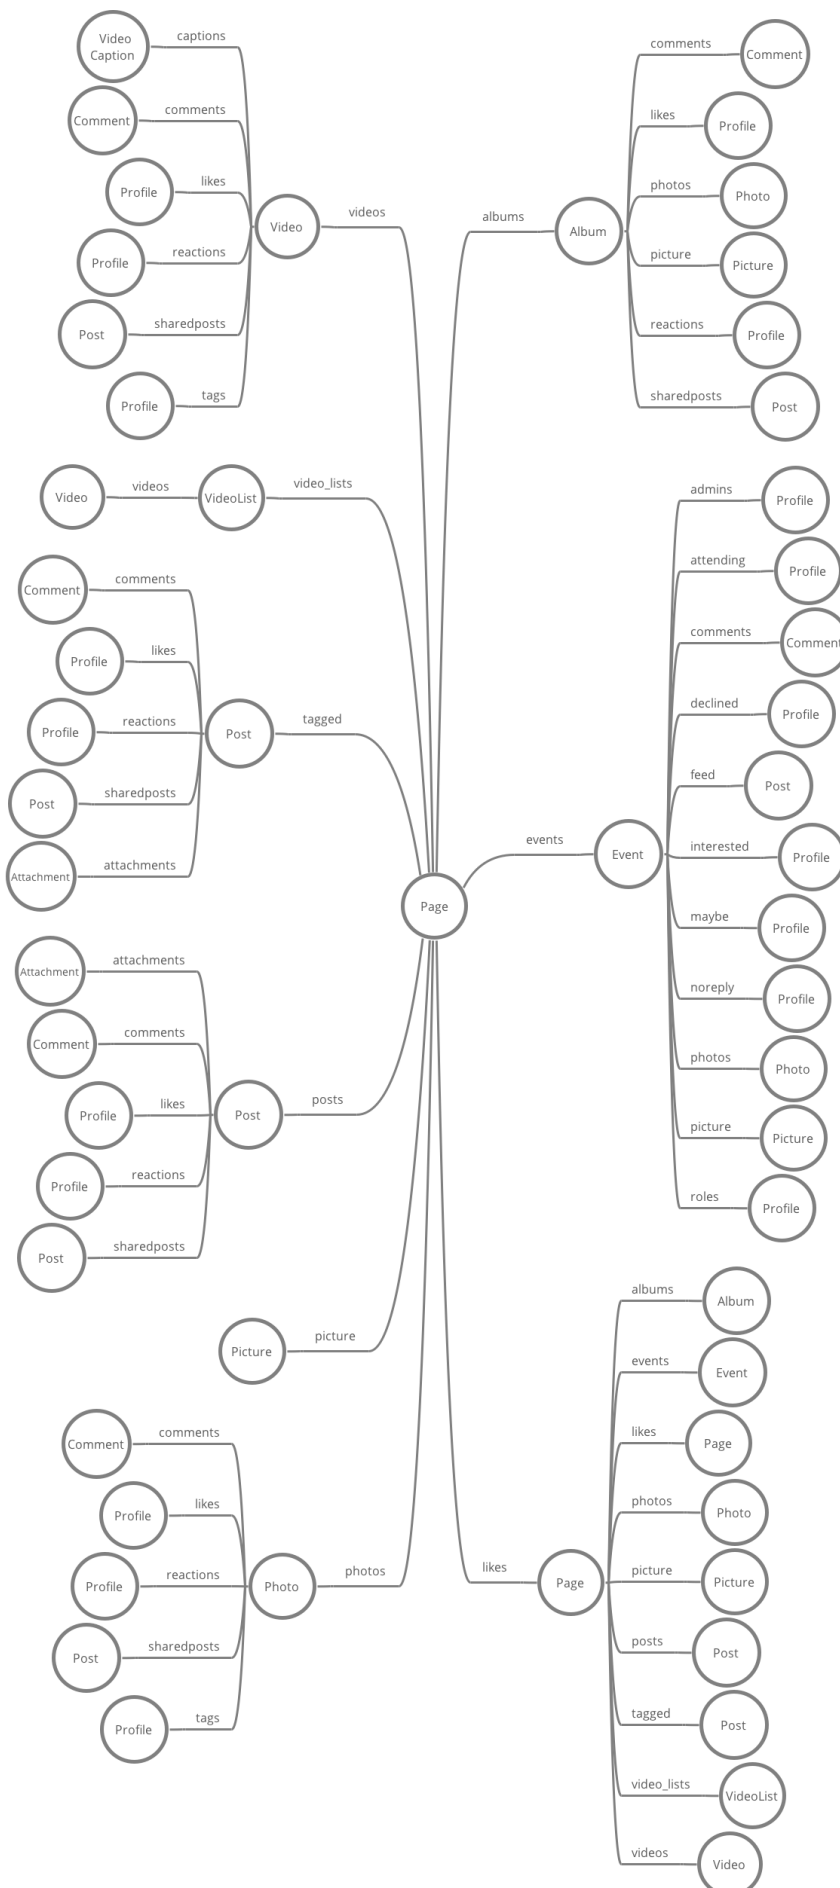 Video
Caption
captions
Comment
comments
Profile
likes
Profile
reactions
Post
sharedposts
Profile
tags
Video
videos
Video
videos
VideoList
video_lists
Comment
comments
Profile
likes
Profile
reactions
Post
sharedposts
Attachment
attachments
Post
tagged
Attachment
attachments
Comment
comments
Profile
likes
Profile
reactions
Post
sharedposts
Post
posts
Picture
picture
Comment
comments
Profile
likes
Profile
reactions
Post
sharedposts
Profile
tags
Photo
photos
Page
albums
Album
comments
Comment
likes
Profile
photos
Photo
picture
Picture
reactions
Profile
sharedposts
Post
events
Event
admins
Profile
attending
Profile
comments
Comment
declined
Profile
feed
Post
interested
Profile
maybe
Profile
noreply
Profile
photos
Photo
picture
Picture
roles
Profile
likes
Page
albums
Album
events
Event
likes
Page
photos
Photo
picture
Picture
posts
Post
tagged
Post
video_lists
VideoList
videos
Video